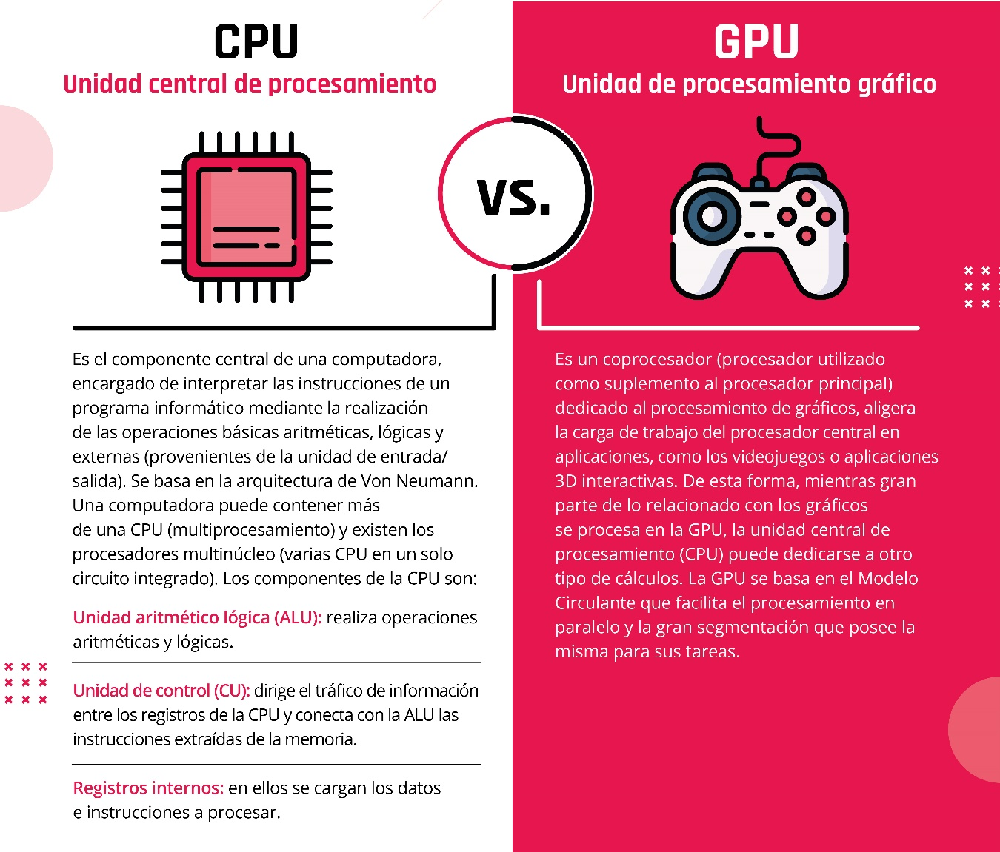 CPU
Unidad central de procesamiento
VS.
GPU
Unidad de procesamiento gráfico
Es el componente central de una computadora,
encargado de interpretar las instrucciones de un
programa informático mediante la realización
de las operaciones básicas aritméticas, lógicas y
externas (provenientes de la unidad de entrada/
salida). Se basa en la arquitectura de Von Neumann.
Una computadora puede contener más
de una CPU (multiprocesamiento) y existen los
procesadores multinúcleo (varias CPU en un solo
circuito integrado). Los componentes de la CPU son:
Unidad aritmético lógica (ALU): realiza operaciones
aritméticas y lógicas.
Unidad de control (CU): dirige el tráfico de información
entre los registros de la CPU y conecta con la ALU las
instrucciones extraídas de la memoria.
Registros internos: en ellos se cargan los datos
e instrucciones a procesar.
Es un coprocesador (procesador utilizado
como suplemento al procesador principal)
dedicado al procesamiento de gráficos, aligera
la carga de trabajo del procesador central en
aplicaciones, como los videojuegos o aplicaciones
3D interactivas. De esta forma, mientras gran
parte de lo relacionado con los gráficos
se procesa en la GPU, la unidad central de
procesamiento (CPU) puede dedicarse a otro
tipo de cálculos. La GPU se basa en el Modelo
Circulante que facilita el procesamiento en
paralelo y la gran segmentación que posee la
misma para sus tareas.